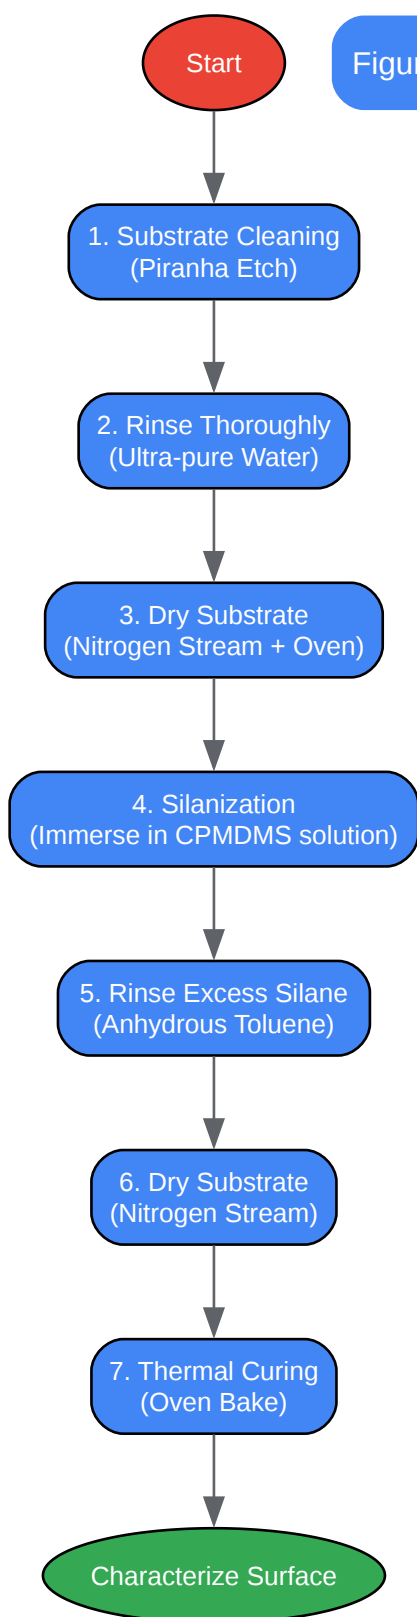 Start
1. Substrate Cleaning
(Piranha Etch)
2. Rinse Thoroughly
(Ultra-pure Water)
3. Dry Substrate
(Nitrogen Stream + Oven)
4. Silanization
(Immerse in CPMDMS solution)
5. Rinse Excess Silane
(Anhydrous Toluene)
6. Dry Substrate
(Nitrogen Stream)
7. Thermal Curing
(Oven Bake)
Characterize Surface